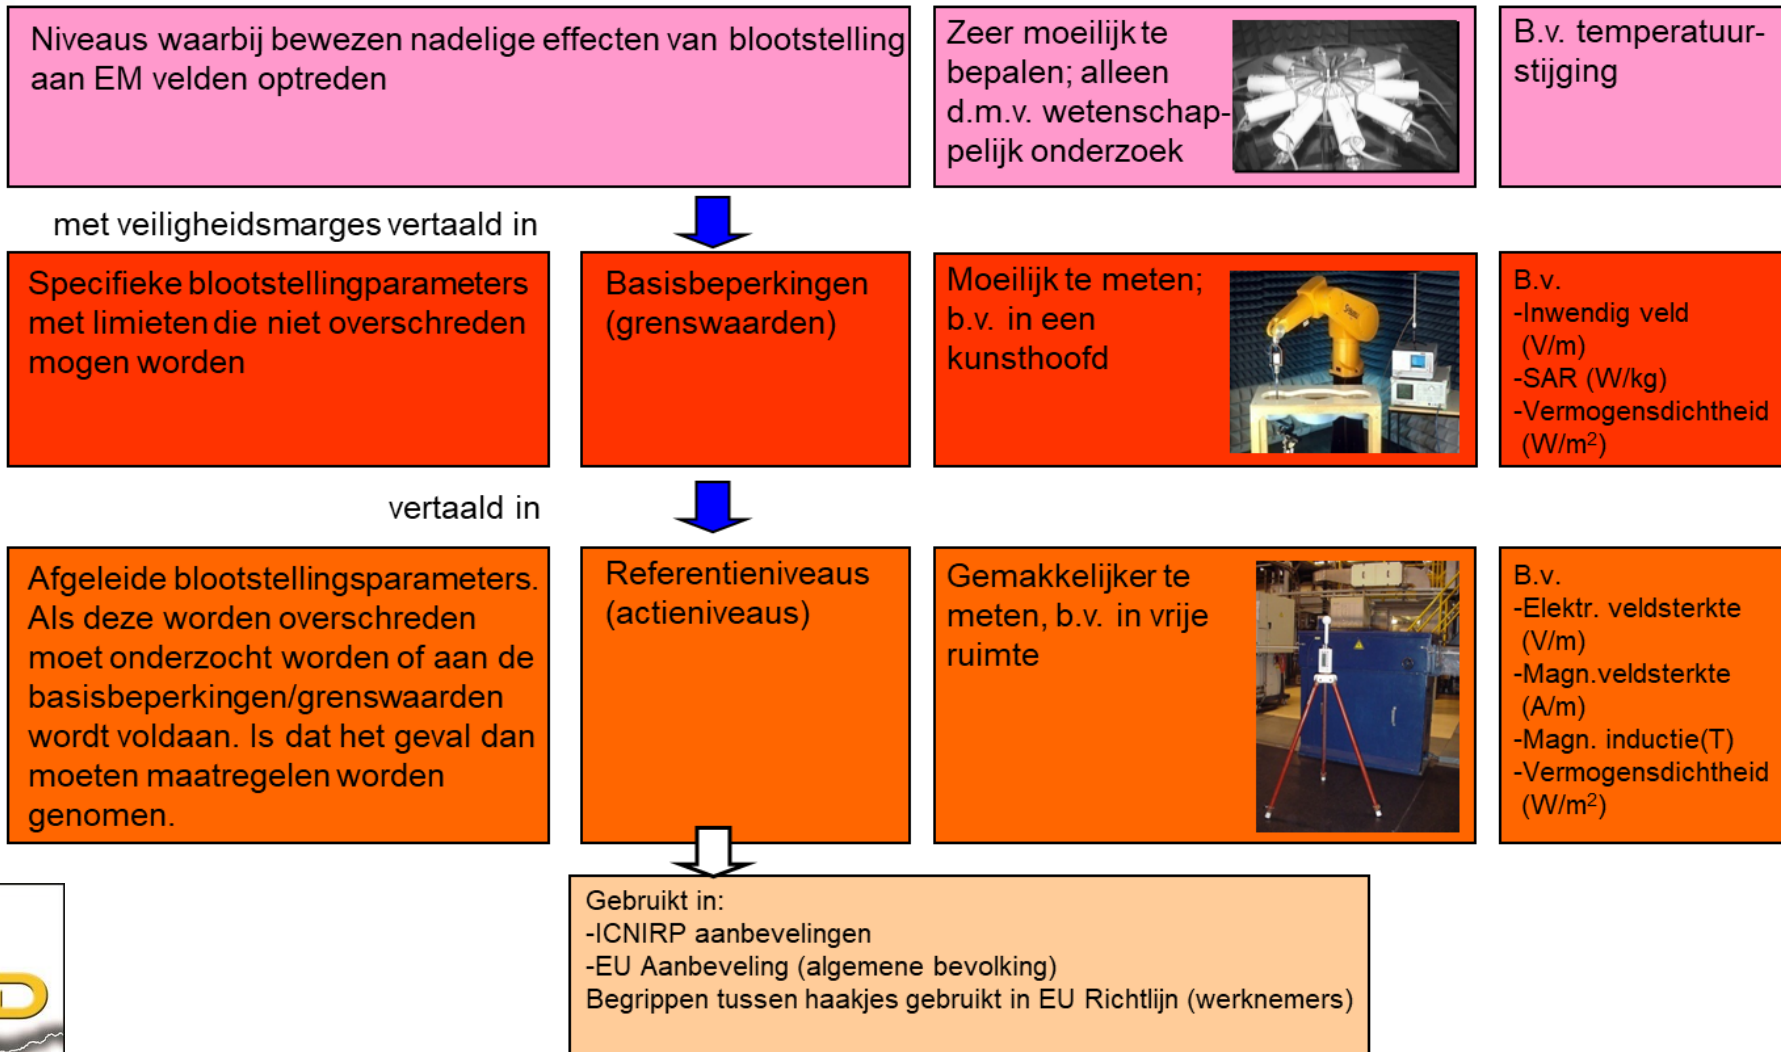 Niveaus waarbij bewezen nadelige effecten van blootstelling
aan EM velden optreden
Zeer moeilijk te
bepalen; alleen
d.m.v. wetenschap-
pelijk onderzoek
B.v. temperatuur-
stijging
met veiligheidsmarges vertaald in
Specifieke blootstellingparameters
met limieten die niet overschreden
mogen worden
Basisbeperkingen
(grenswaarden)
Moeilijk te meten;
b.v. in een
kunsthoofd
B.v.
-Inwendig veld
(V/m)
-SAR (W/kg)
-Vermogensdichtheid
(W/m²)
vertaald in
Afgeleide blootstellingsparameters.
Als deze worden overschreden
moet onderzocht worden of aan de
basisbeperkingen/grenswaarden
wordt voldaan. Is dat het geval dan
moeten maatregelen worden
genomen.
Referentieniveaus
(actieniveaus)
Gemakkelijker te
meten, b.v. in vrije
ruimte
B.v.
-Elektr. veldsterkte
(V/m)
-Magn.veldsterkte
(A/m)
-Magn. inductie(T)
-Vermogensdichtheid
(W/m²)
Gebruikt in:
-ICNIRP aanbevelingen
-EU Aanbeveling (algemene bevolking)
Begrippen tussen haakjes gebruikt in EU Richtlijn (werknemers)